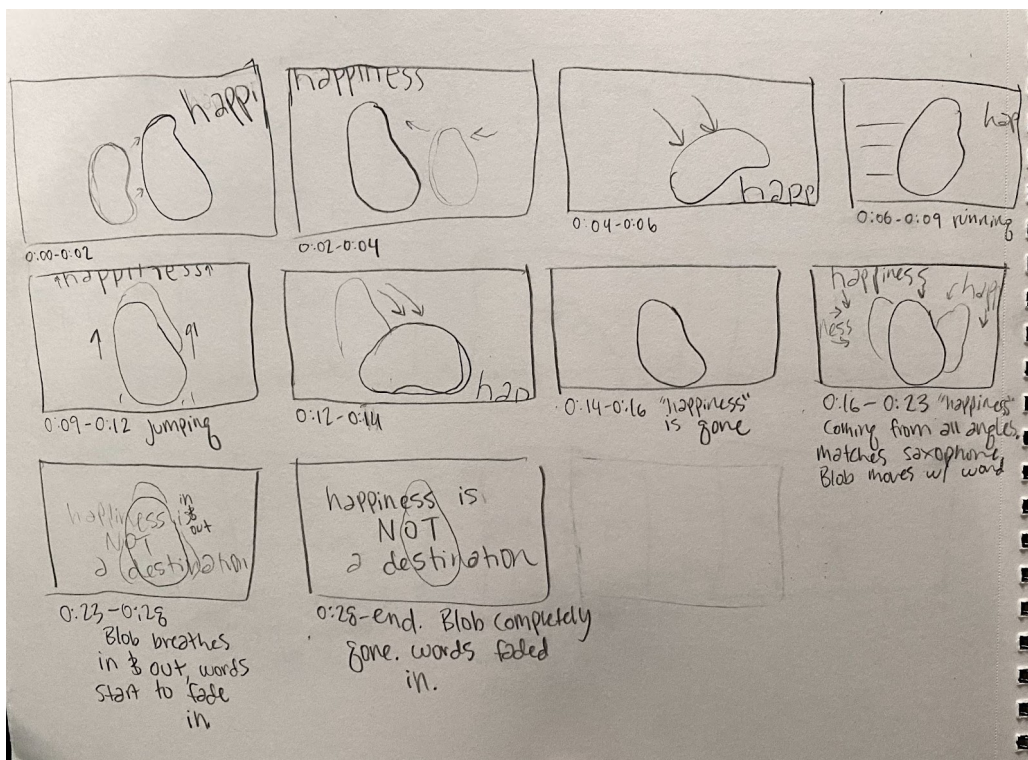 happi
0:00-0:02
happiness
0:02-0:04
happ
0:04-0:06
hap
0:06-0:09 running
happiness
0:09-0:12 jumping
hap
0:12-0:14
0:14-0:16 "happiness"
is gone
happiness
happ
ness
0:16-0:23 "happiness"
coming from all angles,
matches saxophone,
Blob moves w/ word
happiness is
NOT
a destination
in
&
out
0:23-0:28
Blob breathes
in & out, words
start to fade
in.
happiness is
NOT
a destination
0:28-end. Blob completely
gone. words faded
in.